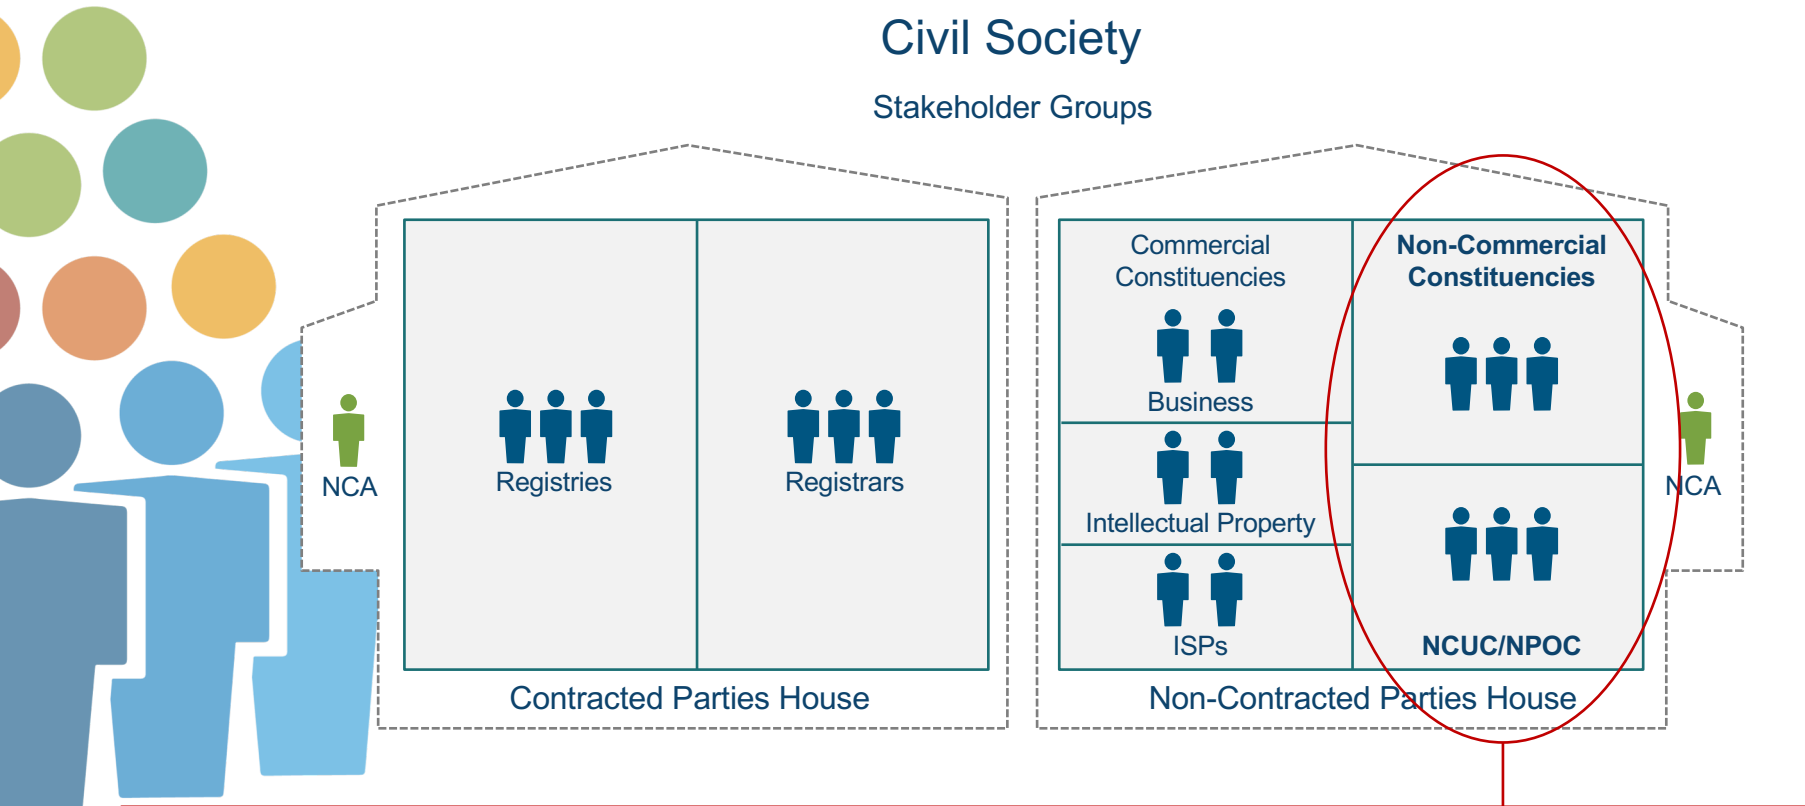 Civil Society
Stakeholder Groups
NCA
Registries
Registrars
Contracted Parties House
Commercial
Constituencies
Business
Intellectual Property
ISPs
Non-Commercial
Constituencies
NCUC/NPOC
Non-Contracted Parties House
NCA